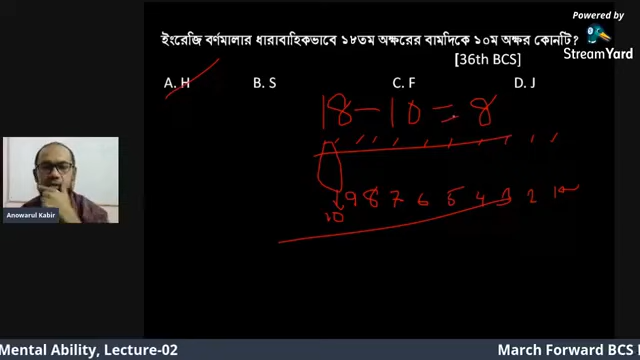 Powered by
StreamYard
ইংরেজি বর্ণমালার ধারাবাহিকভাবে ১৮তম অক্ষরের বামদিকে ১০ম অক্ষর কোনটি?
[36th BCS]
A. H B. S C. F D. J
18 - 10 = 8
9 8 7 6 5 4 3 2 1
10
Anowarul Kabir
Mental Ability, Lecture-02 March Forward BCS